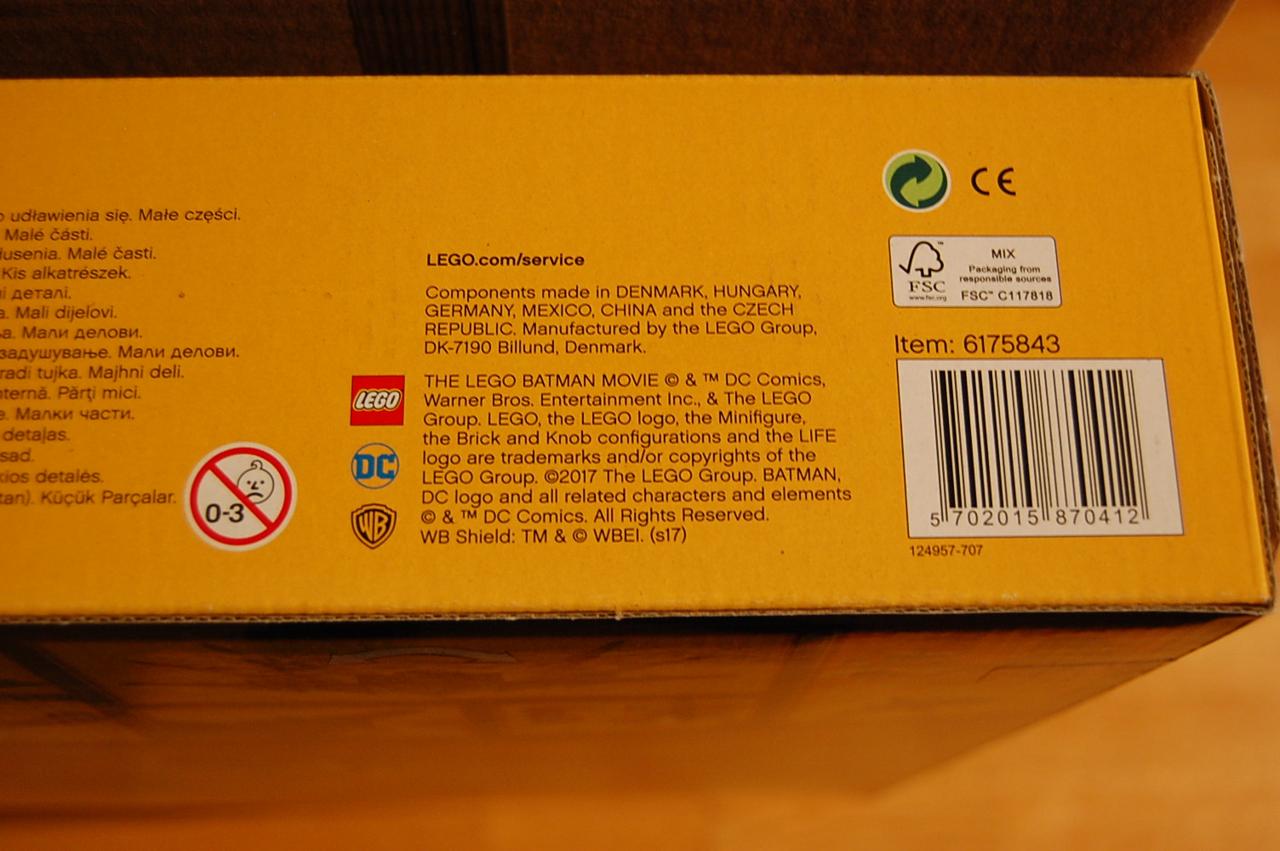 udławienia się. Małe części.
Malé části.
Malé časti.
Kis alkatrészek.
деталі.
Mali dijelovi.
Мали делови.
задушување. Мали делови.
radi tujka. Majhni deli.
Părţi mici.
Малки части.
detaļas.
detalės.
Küçük Parçalar.
0-3
LEGO.com/service
Components made in DENMARK, HUNGARY,
GERMANY, MEXICO, CHINA and the CZECH
REPUBLIC. Manufactured by the LEGO Group,
DK-7190 Billund, Denmark.
LEGO
DC
WB
THE LEGO BATMAN MOVIE © & ™ DC Comics,
Warner Bros. Entertainment Inc., & The LEGO
Group. LEGO, the LEGO logo, the Minifigure,
the Brick and Knob configurations and the LIFE
logo are trademarks and/or copyrights of the
LEGO Group. ©2017 The LEGO Group. BATMAN,
DC logo and all related characters and elements
© & ™ DC Comics. All Rights Reserved.
WB Shield: TM & © WBEI. (s17)
CE
FSC
www.fsc.org
MIX
Packaging from
responsible sources
FSC™ C117818
Item: 6175843
5 702015 870412
124957-707